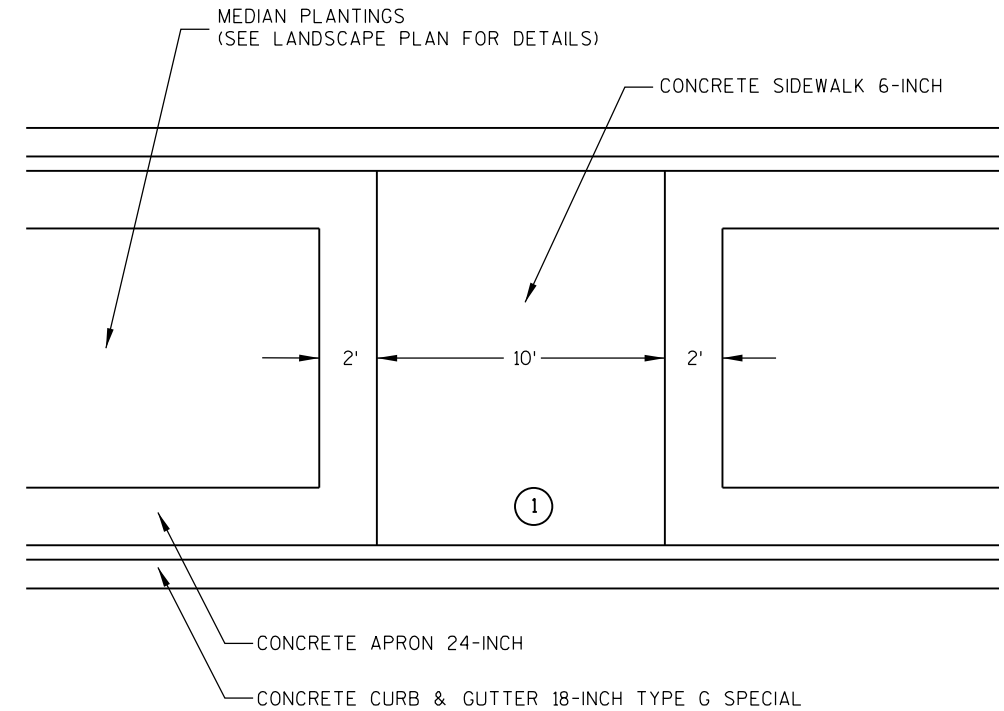 MEDIAN PLANTINGS
(SEE LANDSCAPE PLAN FOR DETAILS)
CONCRETE SIDEWALK 6-INCH
2'
10'
2'
1
CONCRETE APRON 24-INCH
CONCRETE CURB & GUTTER 18-INCH TYPE G SPECIAL